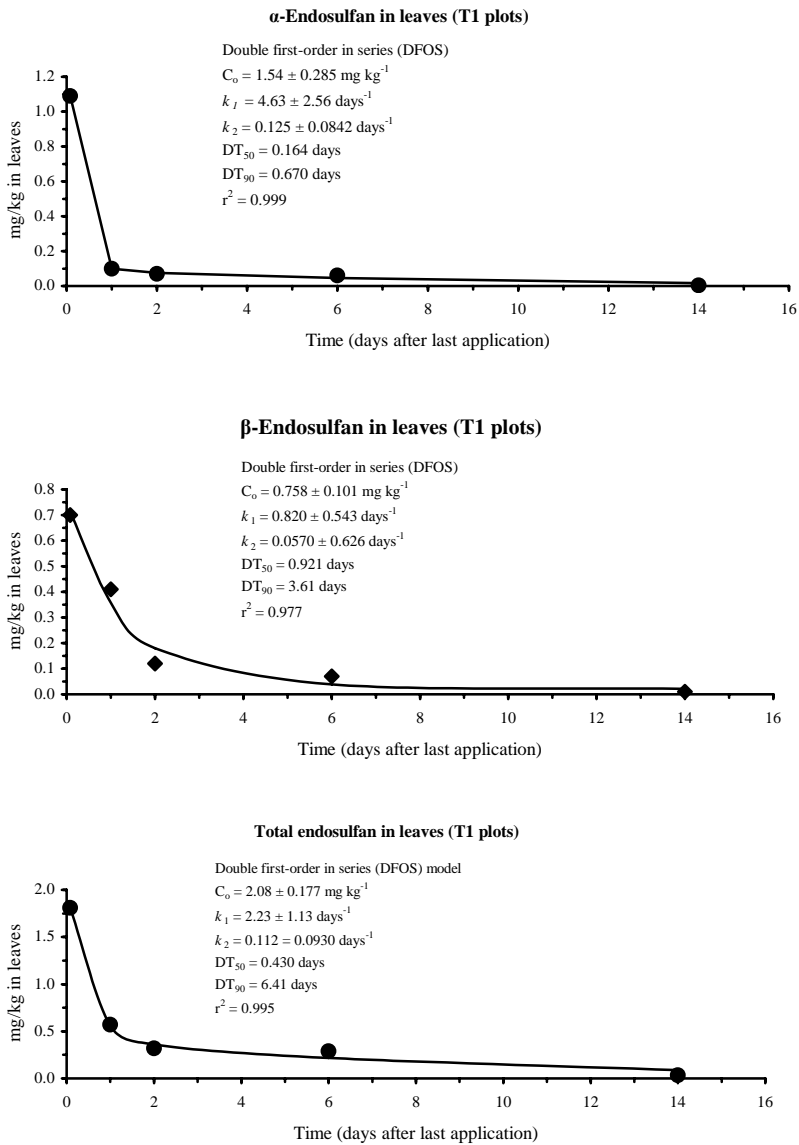 α-Endosulfan in leaves (T1 plots)
Double first-order in series (DFOS)
Cₒ = 1.54 ± 0.285 mg kg⁻¹
k ₁ = 4.63 ± 2.56 days⁻¹
k ₂ = 0.125 ± 0.0842 days⁻¹
DT₅₀ = 0.164 days
DT₉₀ = 0.670 days
r² = 0.999
mg/kg in leaves
1.2
1.0
0.8
0.6
0.4
0.2
0.0
0 2 4 6 8 10 12 14 16
Time (days after last application)
β-Endosulfan in leaves (T1 plots)
Double first-order in series (DFOS)
Cₒ = 0.758 ± 0.101 mg kg⁻¹
k ₁ = 0.820 ± 0.543 days⁻¹
k ₂ = 0.0570 ± 0.626 days⁻¹
DT₅₀ = 0.921 days
DT₉₀ = 3.61 days
r² = 0.977
mg/kg in leaves
0.8
0.7
0.6
0.5
0.4
0.3
0.2
0.1
0.0
0 2 4 6 8 10 12 14 16
Time (days after last application)
Total endosulfan in leaves (T1 plots)
Double first-order in series (DFOS) model
Cₒ = 2.08 ± 0.177 mg kg⁻¹
k ₁ = 2.23 ± 1.13 days⁻¹
k ₂ = 0.112 = 0.0930 days⁻¹
DT₅₀ = 0.430 days
DT₉₀ = 6.41 days
r² = 0.995
mg/kg in leaves
2.0
1.5
1.0
0.5
0.0
0 2 4 6 8 10 12 14 16
Time (days after last application)